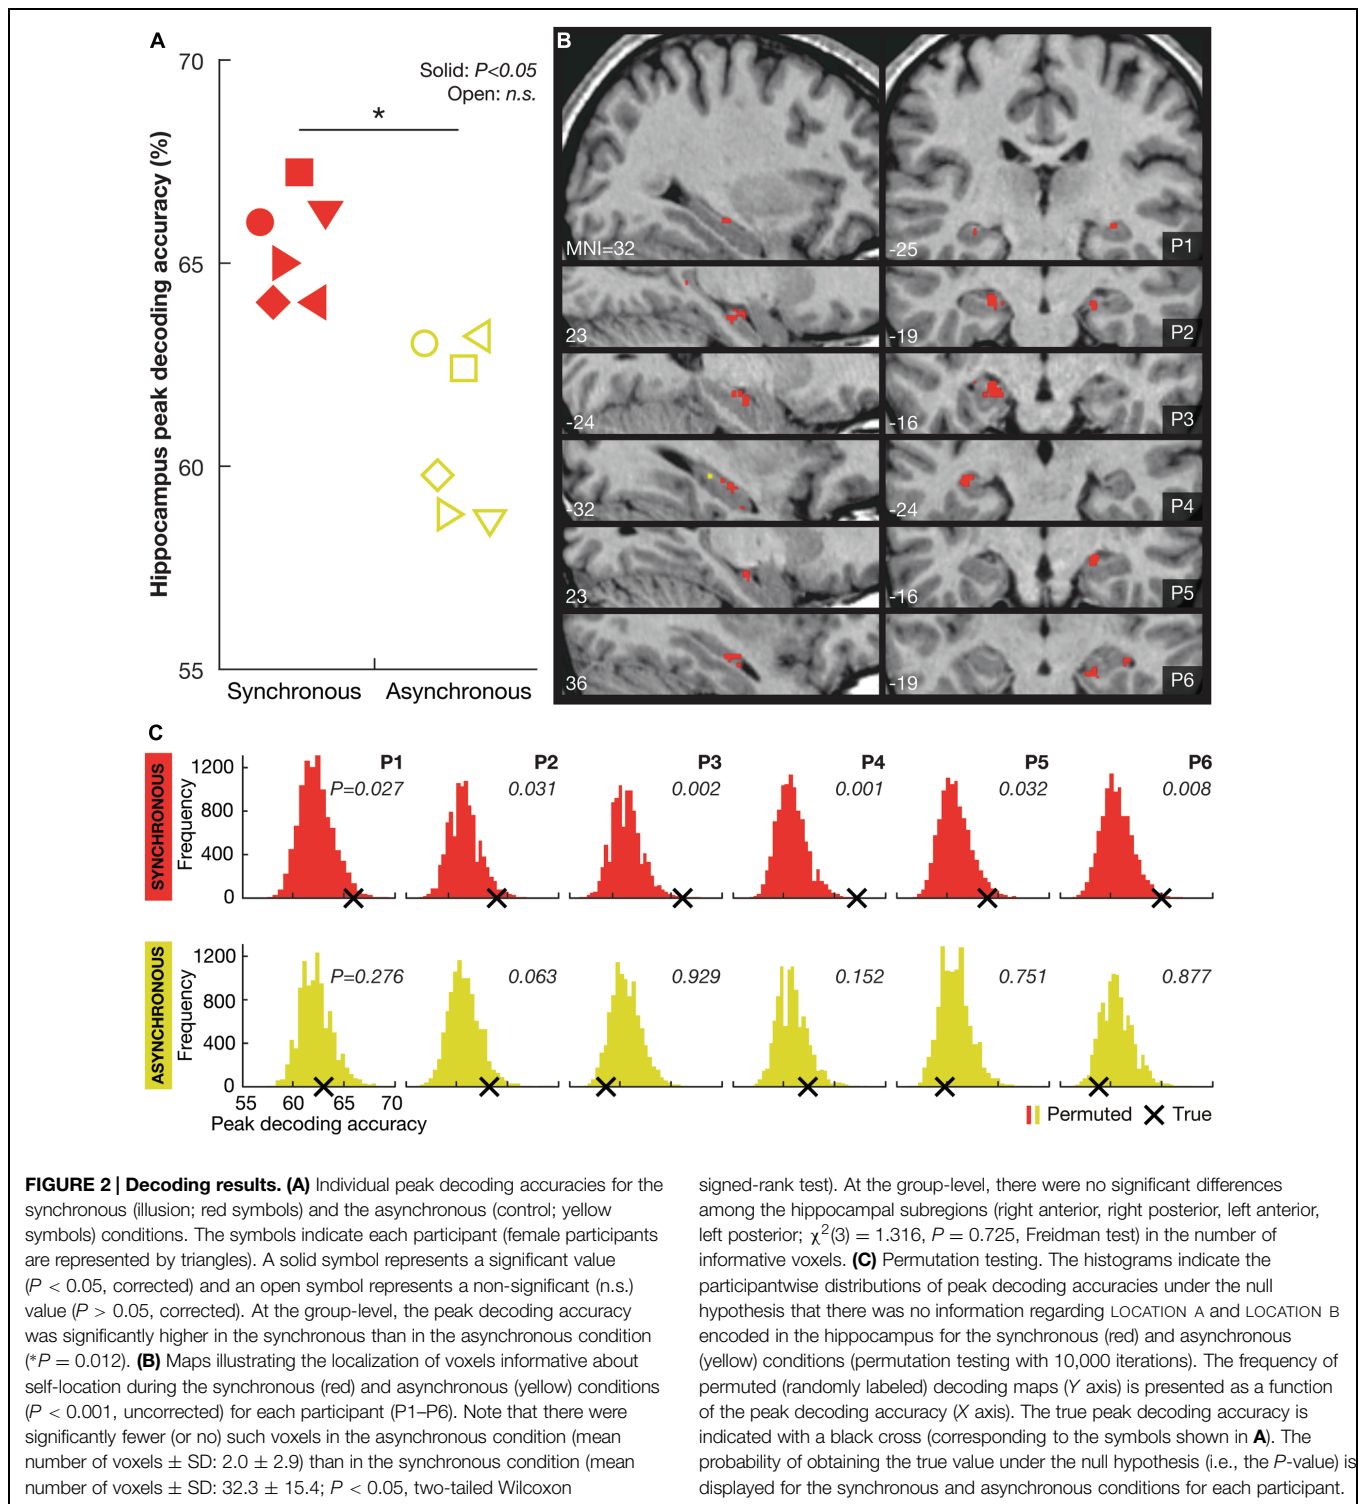 A
70
65
60
55
Hippocampus peak decoding accuracy (%)
Solid: P<0.05
Open: n.s.
*
Synchronous Asynchronous
B
MNI=32
-25
P1
23
-19
P2
-24
-16
P3
-32
-24
P4
23
-16
P5
36
-19
P6
C
SYNCHRONOUS
Frequency
1200
800
400
0
P1
P=0.027
P2
0.031
P3
0.002
P4
0.001
P5
0.032
P6
0.008
ASYNCHRONOUS
Frequency
1200
800
400
0
P=0.276
0.063
0.929
0.152
0.751
0.877
55 60 65 70
Peak decoding accuracy
Permuted True
FIGURE 2 | Decoding results. (A) Individual peak decoding accuracies for the
synchronous (illusion; red symbols) and the asynchronous (control; yellow
symbols) conditions. The symbols indicate each participant (female participants
are represented by triangles). A solid symbol represents a significant value
(P < 0.05, corrected) and an open symbol represents a non-significant (n.s.)
value (P > 0.05, corrected). At the group-level, the peak decoding accuracy
was significantly higher in the synchronous than in the asynchronous condition
(*P = 0.012). (B) Maps illustrating the localization of voxels informative about
self-location during the synchronous (red) and asynchronous (yellow) conditions
(P < 0.001, uncorrected) for each participant (P1–P6). Note that there were
significantly fewer (or no) such voxels in the asynchronous condition (mean
number of voxels ± SD: 2.0 ± 2.9) than in the synchronous condition (mean
number of voxels ± SD: 32.3 ± 15.4; P < 0.05, two-tailed Wilcoxon
signed-rank test). At the group-level, there were no significant differences
among the hippocampal subregions (right anterior, right posterior, left anterior,
left posterior; χ²(3) = 1.316, P = 0.725, Freidman test) in the number of
informative voxels. (C) Permutation testing. The histograms indicate the
participantwise distributions of peak decoding accuracies under the null
hypothesis that there was no information regarding LOCATION A and LOCATION B
encoded in the hippocampus for the synchronous (red) and asynchronous
(yellow) conditions (permutation testing with 10,000 iterations). The frequency of
permuted (randomly labeled) decoding maps (Y axis) is presented as a function
of the peak decoding accuracy (X axis). The true peak decoding accuracy is
indicated with a black cross (corresponding to the symbols shown in A). The
probability of obtaining the true value under the null hypothesis (i.e., the P-value) is
displayed for the synchronous and asynchronous conditions for each participant.